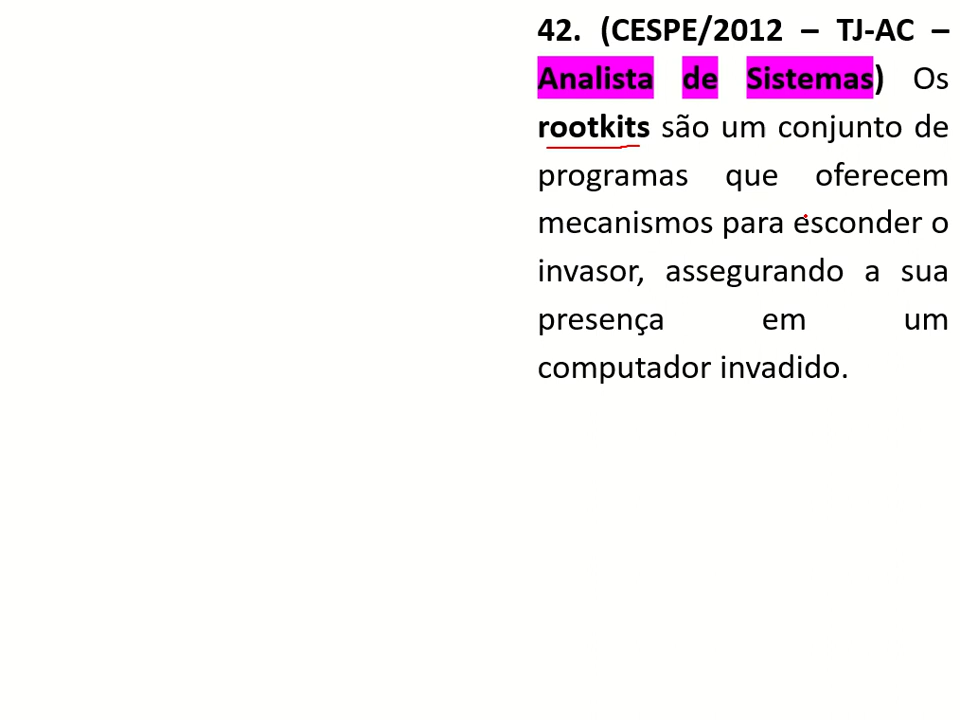 42. (CESPE/2012 – TJ-AC –
Analista de Sistemas) Os
rootkits são um conjunto de
programas que oferecem
mecanismos para esconder o
invasor, assegurando a sua
presença em um
computador invadido.